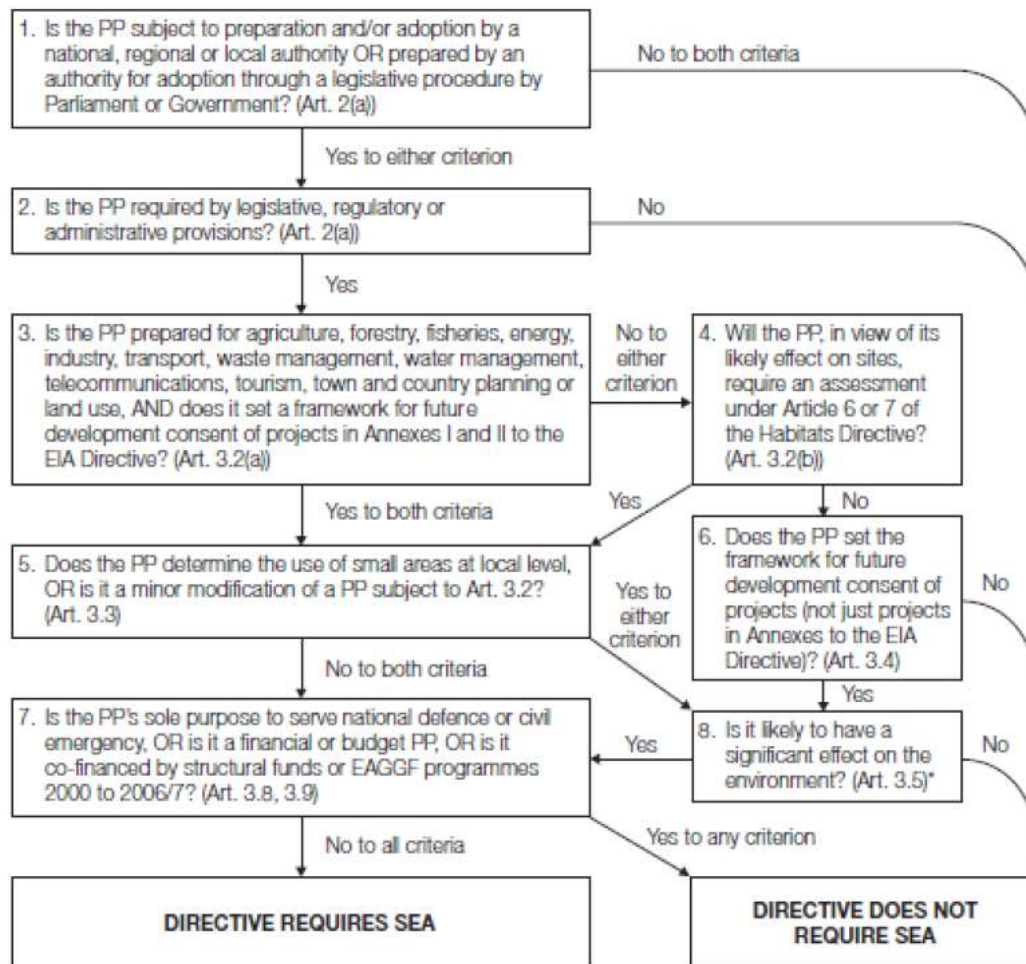 1. Is the PP subject to preparation and/or adoption by a
national, regional or local authority OR prepared by an
authority for adoption through a legislative procedure by
Parliament or Government? (Art. 2(a))
No to both criteria
Yes to either criterion
2. Is the PP required by legislative, regulatory or
administrative provisions? (Art. 2(a))
No
Yes
3. Is the PP prepared for agriculture, forestry, fisheries, energy,
industry, transport, waste management, water management,
telecommunications, tourism, town and country planning or
land use, AND does it set a framework for future
development consent of projects in Annexes I and II to the
EIA Directive? (Art. 3.2(a))
No to
either
criterion
4. Will the PP, in view of its
likely effect on sites,
require an assessment
under Article 6 or 7 of
the Habitats Directive?
(Art. 3.2(b))
Yes to both criteria
Yes
No
5. Does the PP determine the use of small areas at local level,
OR is it a minor modification of a PP subject to Art. 3.2?
(Art. 3.3)
Yes to
either
criterion
6. Does the PP set the
framework for future
development consent of
projects (not just projects
in Annexes to the EIA
Directive)? (Art. 3.4)
No
No to both criteria
Yes
7. Is the PP's sole purpose to serve national defence or civil
emergency, OR is it a financial or budget PP, OR is it
co-financed by structural funds or EAGGF programmes
2000 to 2006/7? (Art. 3.8, 3.9)
Yes
8. Is it likely to have a
significant effect on the
environment? (Art. 3.5)*
No
No to all criteria
Yes to any criterion
DIRECTIVE REQUIRES SEA
DIRECTIVE DOES NOT
REQUIRE SEA